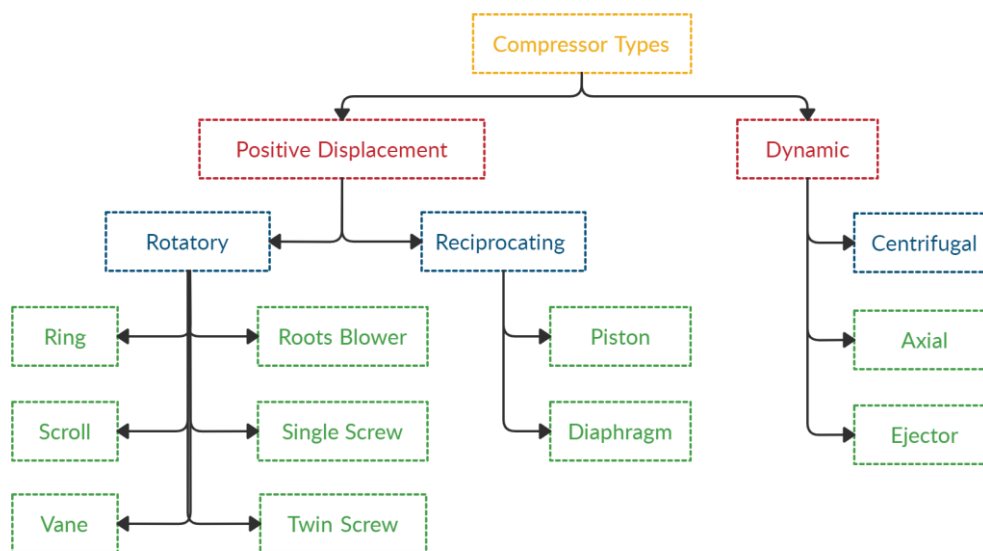 Compressor Types
Positive Displacement
Dynamic
Rotatory
Reciprocating
Centrifugal
Ring
Roots Blower
Piston
Axial
Scroll
Single Screw
Diaphragm
Ejector
Vane
Twin Screw